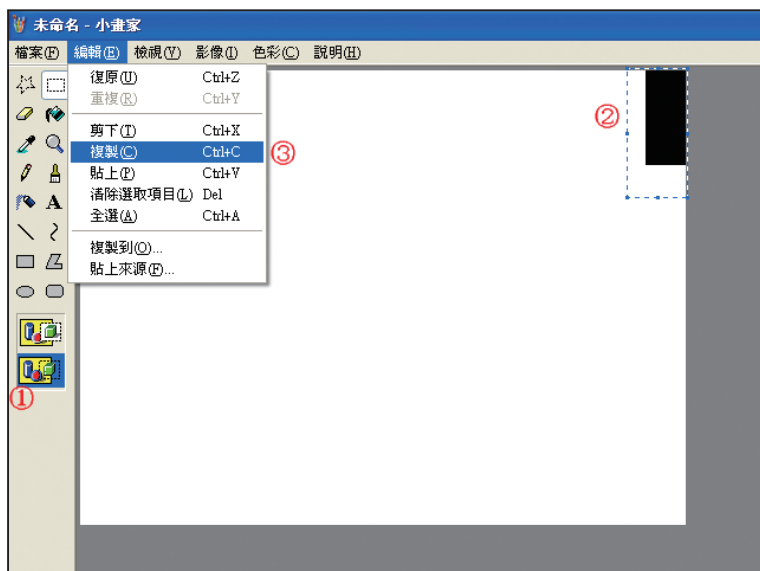 未命名 - 小畫家
檔案(F) 編輯(E) 檢視(V) 影像(I) 色彩(C) 說明(H)
復原(U) Ctrl+Z
重複(R) Ctrl+Y
剪下(T) Ctrl+X
複製(C) Ctrl+C
貼上(P) Ctrl+V
清除選取項目(L) Del
全選(A) Ctrl+A
複製到(O)...
貼上來源(F)...
A
①
②
③